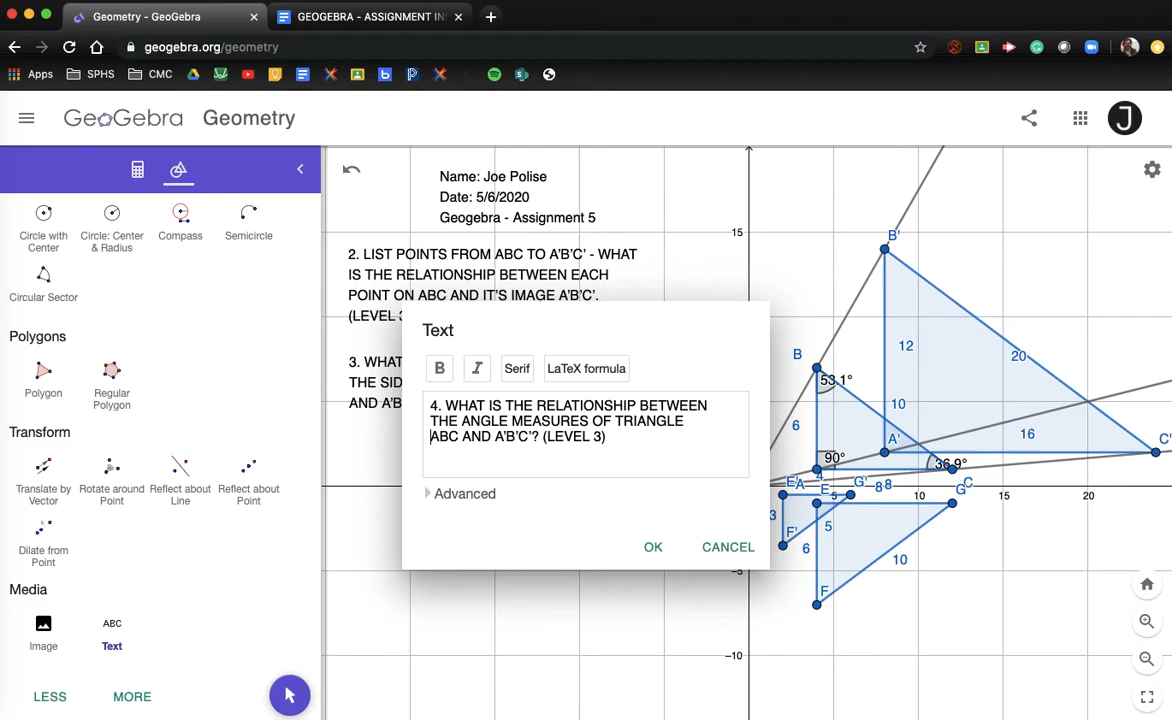 Geometry - GeoGebra
GEOGEBRA - ASSIGNMENT IN
geogebra.org/geometry
Apps
SPHS
CMC
GeoGebra
Geometry
J
Circle with
Center
Circle: Center
& Radius
Compass
Semicircle
Circular Sector
Polygons
Polygon
Regular
Polygon
Transform
Translate by
Vector
Rotate around
Point
Reflect about
Line
Reflect about
Point
Dilate from
Point
Media
Image
ABC
Text
LESS
MORE
Name: Joe Polise
Date: 5/6/2020
Geogebra - Assignment 5
2. LIST POINTS FROM ABC TO A'B'C' - WHAT
IS THE RELATIONSHIP BETWEEN EACH
POINT ON ABC AND IT'S IMAGE A'B'C'.
(LEVEL 3
3. WHAT
THE SID
AND A'B
Text
B
I
Serif
LaTeX formula
4. WHAT IS THE RELATIONSHIP BETWEEN
THE ANGLE MEASURES OF TRIANGLE
ABC AND A'B'C'? (LEVEL 3)
Advanced
OK
CANCEL
15
B'
12
20
B
53.1°
10
6
16
A'
C'
90°
36.9°
4
E'
A
E
G'
8
8
G
C
10
15
20
3
F'
5
6
10
-5
F
-10